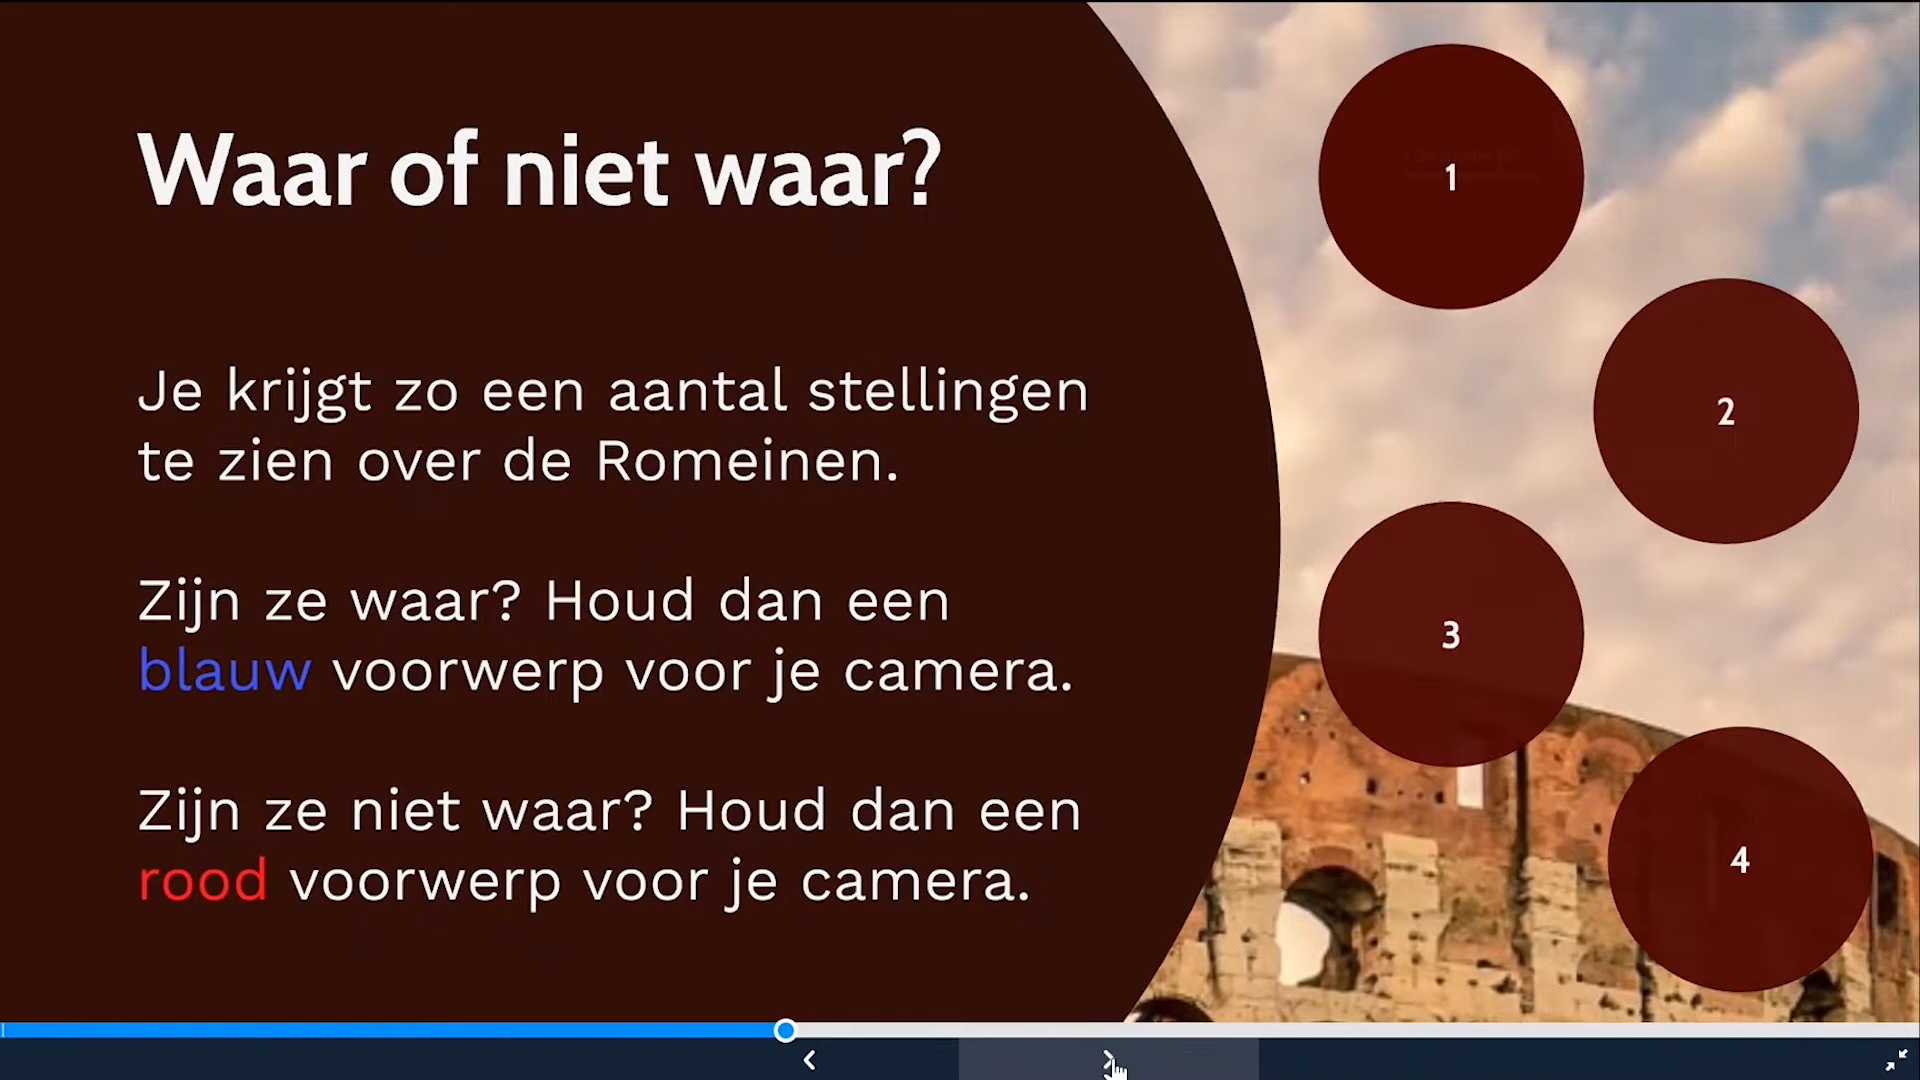 Waar of niet waar?
Je krijgt zo een aantal stellingen
te zien over de Romeinen.
Zijn ze waar? Houd dan een
blauw voorwerp voor je camera.
Zijn ze niet waar? Houd dan een
rood voorwerp voor je camera.
1
2
3
4